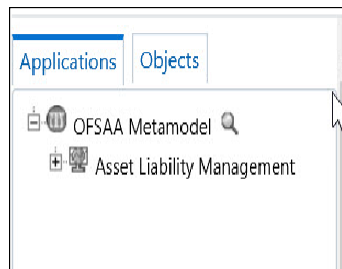 Applications Objects
OFSAA Metamodel
Asset Liability Management